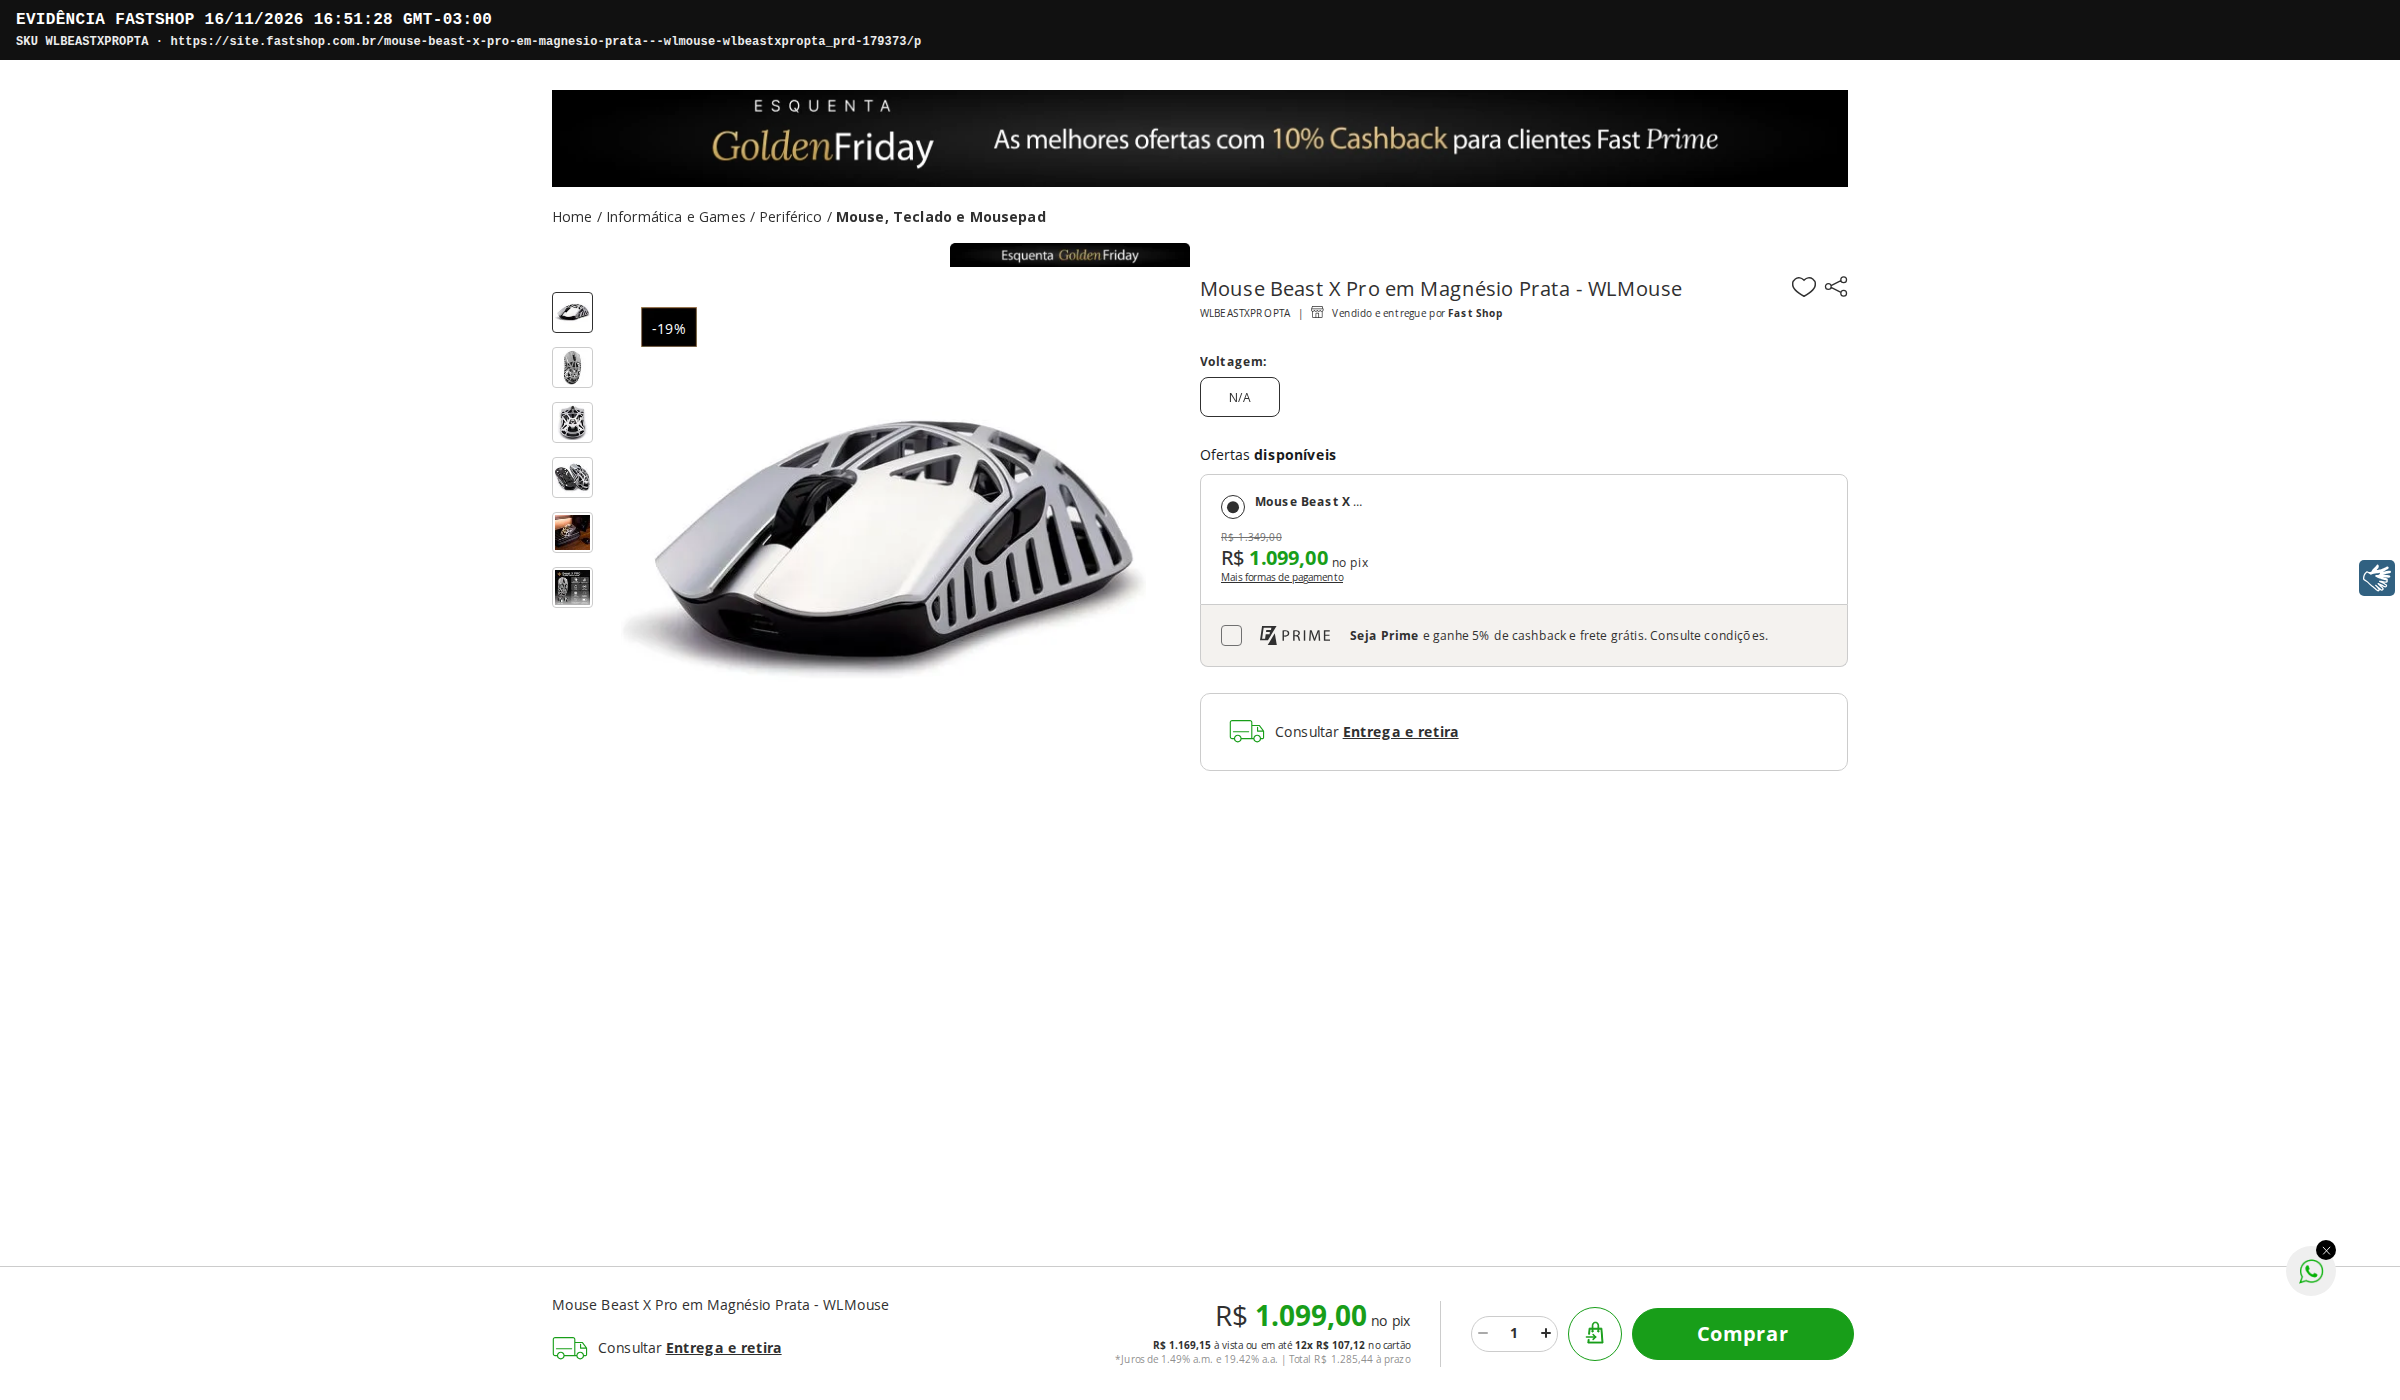 EVIDÊNCIA FASTSHOP 16/11/2026 16:51:28 GMT-03:00
SKU WLBEASTXPROPTA · https://site.fastshop.com.br/mouse-beast-x-pro-em-magnesio-prata---wlmouse-wlbeastxpropta_prd-179373/p
ESQUENTA
GoldenFriday
As melhores ofertas com 10% Cashback para clientes Fast Prime
Home / Informática e Games / Periférico / Mouse, Teclado e Mousepad
Esquenta GoldenFriday
-19%
Mouse Beast X Pro em Magnésio Prata - WLMouse
WLBEASTXPROPTA | Vendido e entregue por Fast Shop
Voltagem:
N/A
Ofertas disponíveis
Mouse Beast X ...
R$ 1.349,00
R$ 1.099,00 no pix
Mais formas de pagamento
PRIME Seja Prime e ganhe 5% de cashback e frete grátis. Consulte condições.
Consultar Entrega e retira
Mouse Beast X Pro em Magnésio Prata - WLMouse
Consultar Entrega e retira
R$ 1.099,00 no pix
R$ 1.169,15 à vista ou em até 12x R$ 107,12 no cartão
*Juros de 1.49% a.m. e 19.42% a.a. | Total R$ 1.285,44 à prazo
1
Comprar